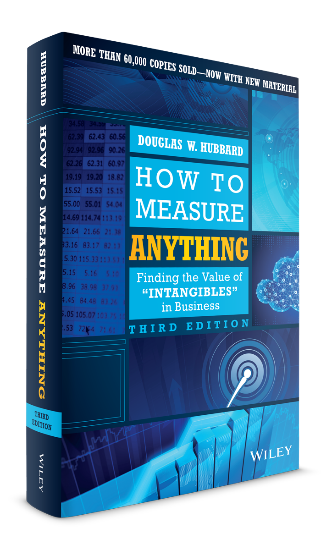 MORE THAN 60,000 COPIES SOLD—NOW WITH NEW MATERIAL
DOUGLAS W. HUBBARD
HOW TO
MEASURE
ANYTHING
Finding the Value of
“INTANGIBLES”
in Business
THIRD EDITION
WILEY
HUBBARD
HOW TO MEASURE ANYTHING
THIRD
EDITION
WILEY